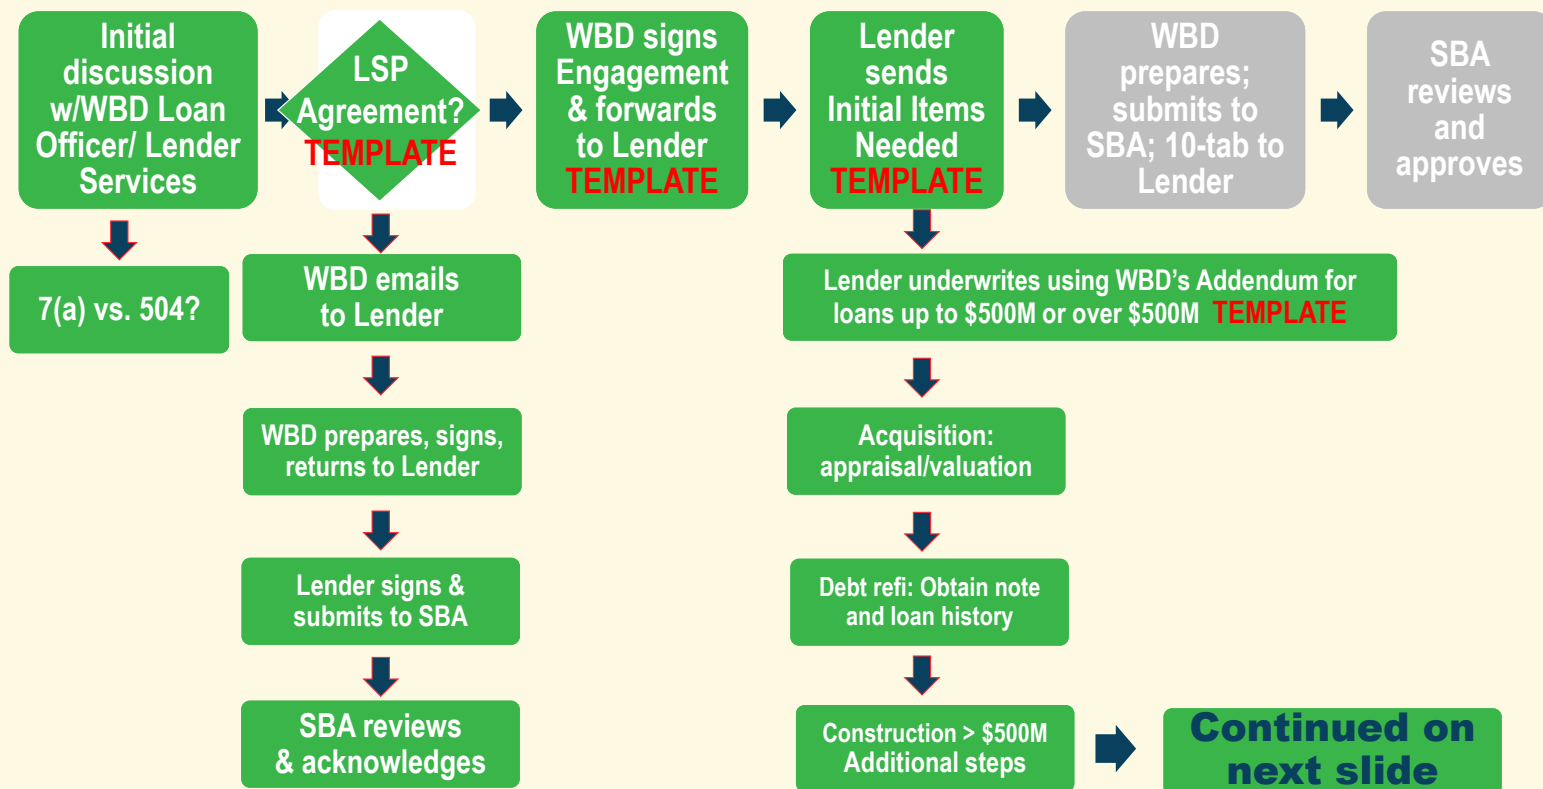 Initial
discussion
w/WBD Loan
Officer/ Lender
Services
LSP
Agreement?
TEMPLATE
WBD signs
Engagement
& forwards
to Lender
TEMPLATE
Lender
sends
Initial Items
Needed
TEMPLATE
WBD
prepares;
submits to
SBA; 10-tab to
Lender
SBA
reviews
and
approves
7(a) vs. 504?
WBD emails
to Lender
WBD prepares, signs,
returns to Lender
Lender signs &
submits to SBA
SBA reviews
& acknowledges
Lender underwrites using WBD's Addendum for
loans up to $500M or over $500M TEMPLATE
Acquisition:
appraisal/valuation
Debt refi: Obtain note
and loan history
Construction > $500M
Additional steps
Continued on
next slide